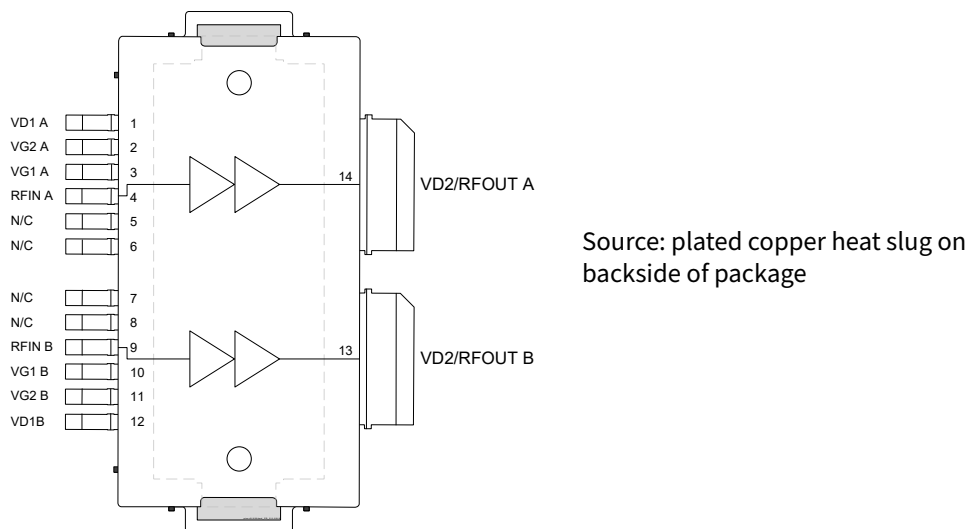 VD1 A 1
VG2 A 2
VG1 A 3
RFIN A 4
N/C 5
N/C 6
14 VD2/RFOUT A
N/C 7
N/C 8
RFIN B 9
VG1 B 10
VG2 B 11
VD1B 12
13 VD2/RFOUT B
Source: plated copper heat slug on
backside of package